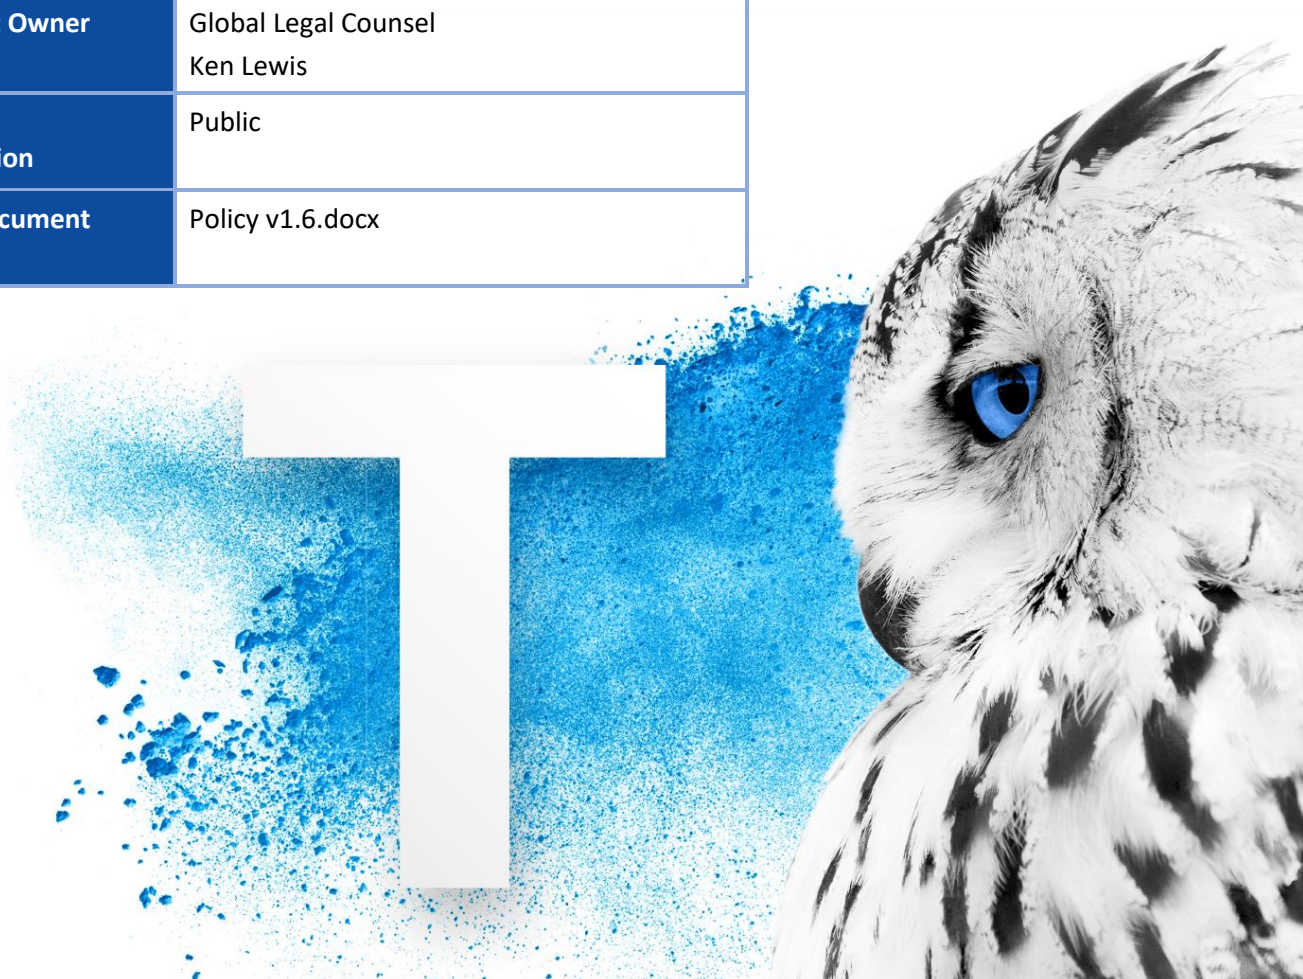 Owner
Global Legal Counsel
Ken Lewis
Public
ion
cument
Policy v1.6.docx
T